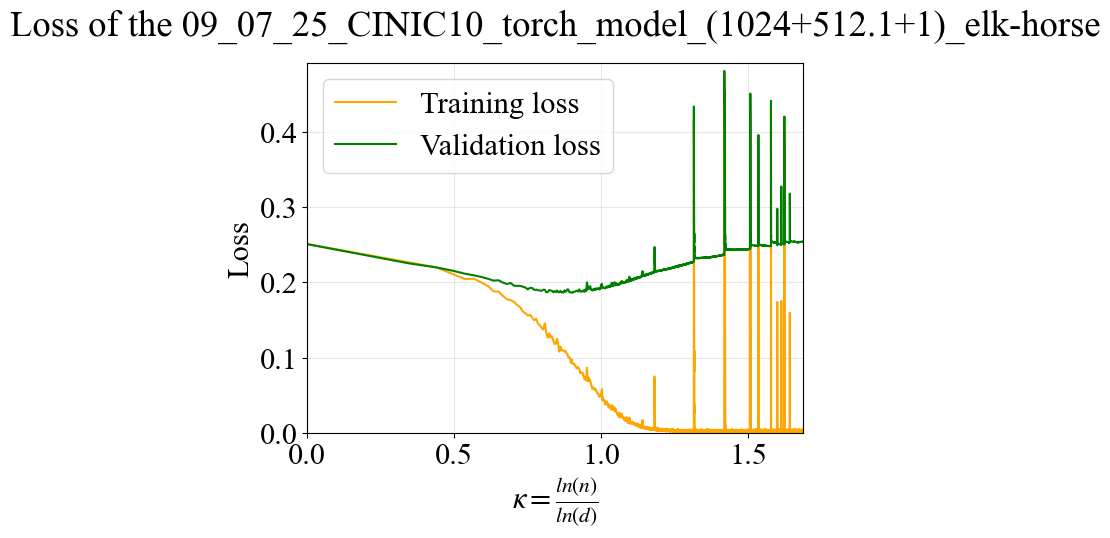 Loss of the 09_07_25_CINIC10_torch_model_(1024+512.1+1)_elk-horse
Training loss
Validation loss
Loss
0.4
0.3
0.2
0.1
0.0
0.0 0.5 1.0 1.5
κ = ln(n)/ln(d)